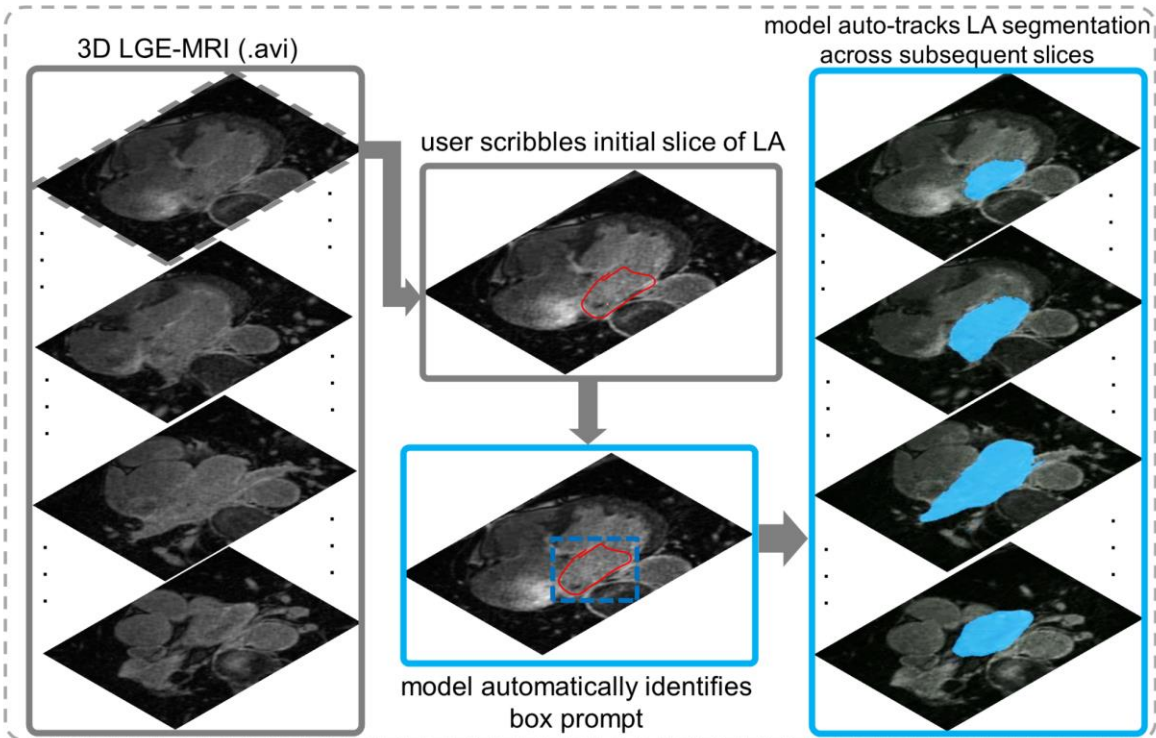 3D LGE-MRI (.avi)
user scribbles initial slice of LA
model automatically identifies
box prompt
model auto-tracks LA segmentation
across subsequent slices